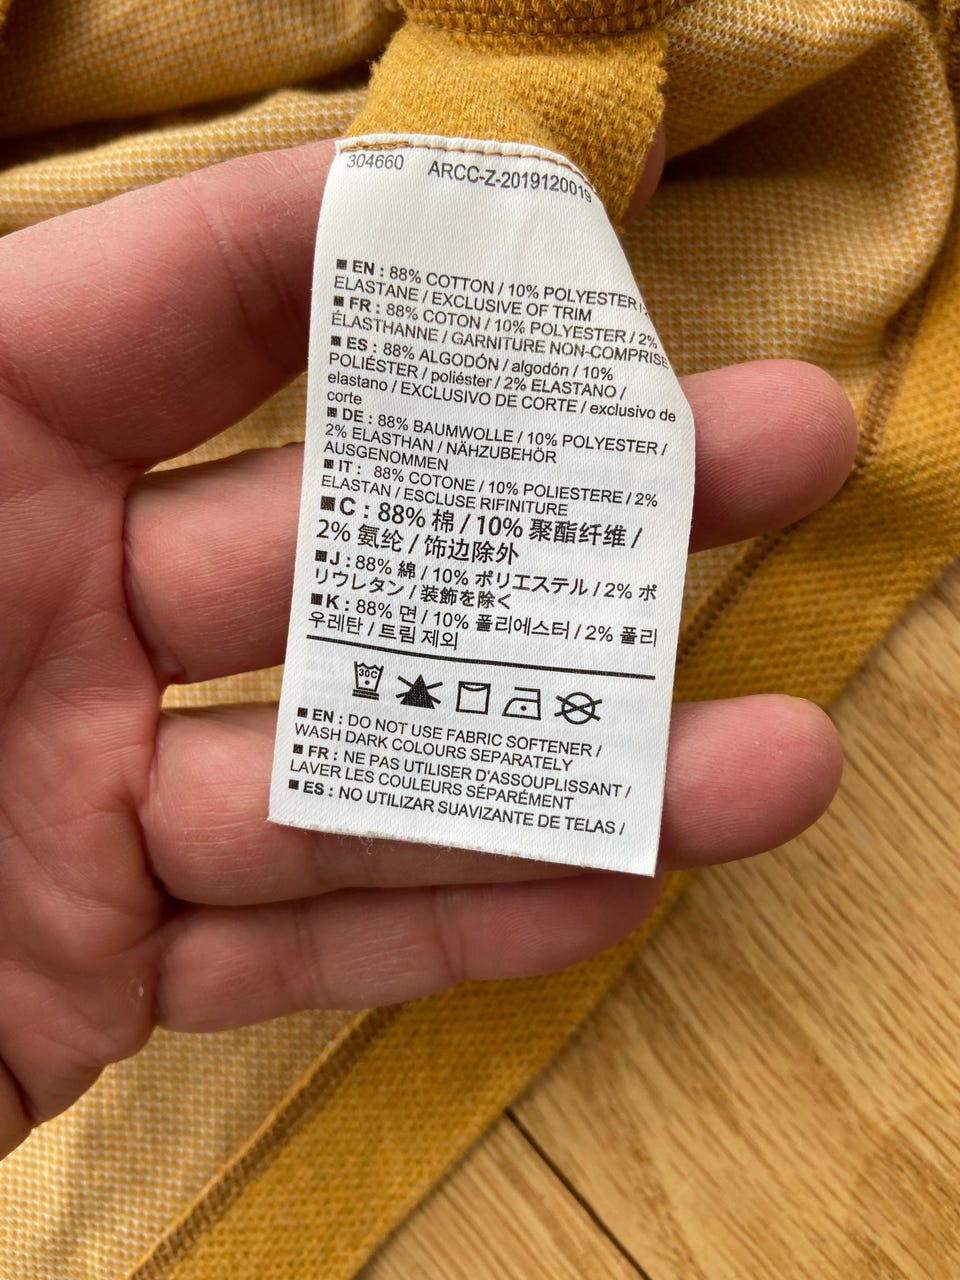 304660 ARCC-Z-2019120019
EN : 88% COTTON / 10% POLYESTER /
ELASTANE / EXCLUSIVE OF TRIM
FR : 88% COTON / 10% POLYESTER / 2%
ÉLASTHANNE / GARNITURE NON-COMPRISE
ES : 88% ALGODÓN / algodón / 10%
POLIÉSTER / poliéster / 2% ELASTANO /
elastano / EXCLUSIVO DE CORTE / exclusivo de
corte
DE : 88% BAUMWOLLE / 10% POLYESTER /
2% ELASTHAN / NÄHZUBEHÖR
AUSGENOMMEN
IT : 88% COTONE / 10% POLIESTERE / 2%
ELASTAN / ESCLUSE RIFINITURE
C : 88% 棉 / 10% 聚酯纤维 /
2% 氨纶 / 饰边除外
J : 88% 綿 / 10% ポリエステル / 2% ポ
リウレタン / 装飾を除く
K : 88% 면 / 10% 폴리에스터 / 2% 폴리
우레탄 / 트림 제외
30C
EN : DO NOT USE FABRIC SOFTENER /
WASH DARK COLOURS SEPARATELY
FR : NE PAS UTILISER D'ASSOUPLISSANT /
LAVER LES COULEURS SÉPARÉMENT
ES : NO UTILIZAR SUAVIZANTE DE TELAS /